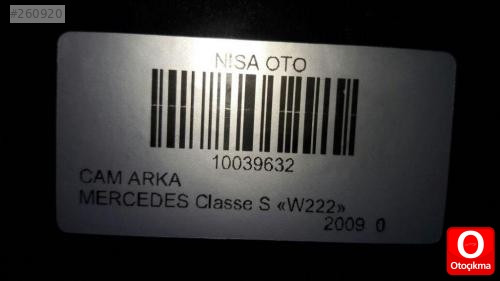 #260920
NISA OTO
10039632
CAM ARKA
MERCEDES Classe S «W222»
2009 0
O
Otoçıkma